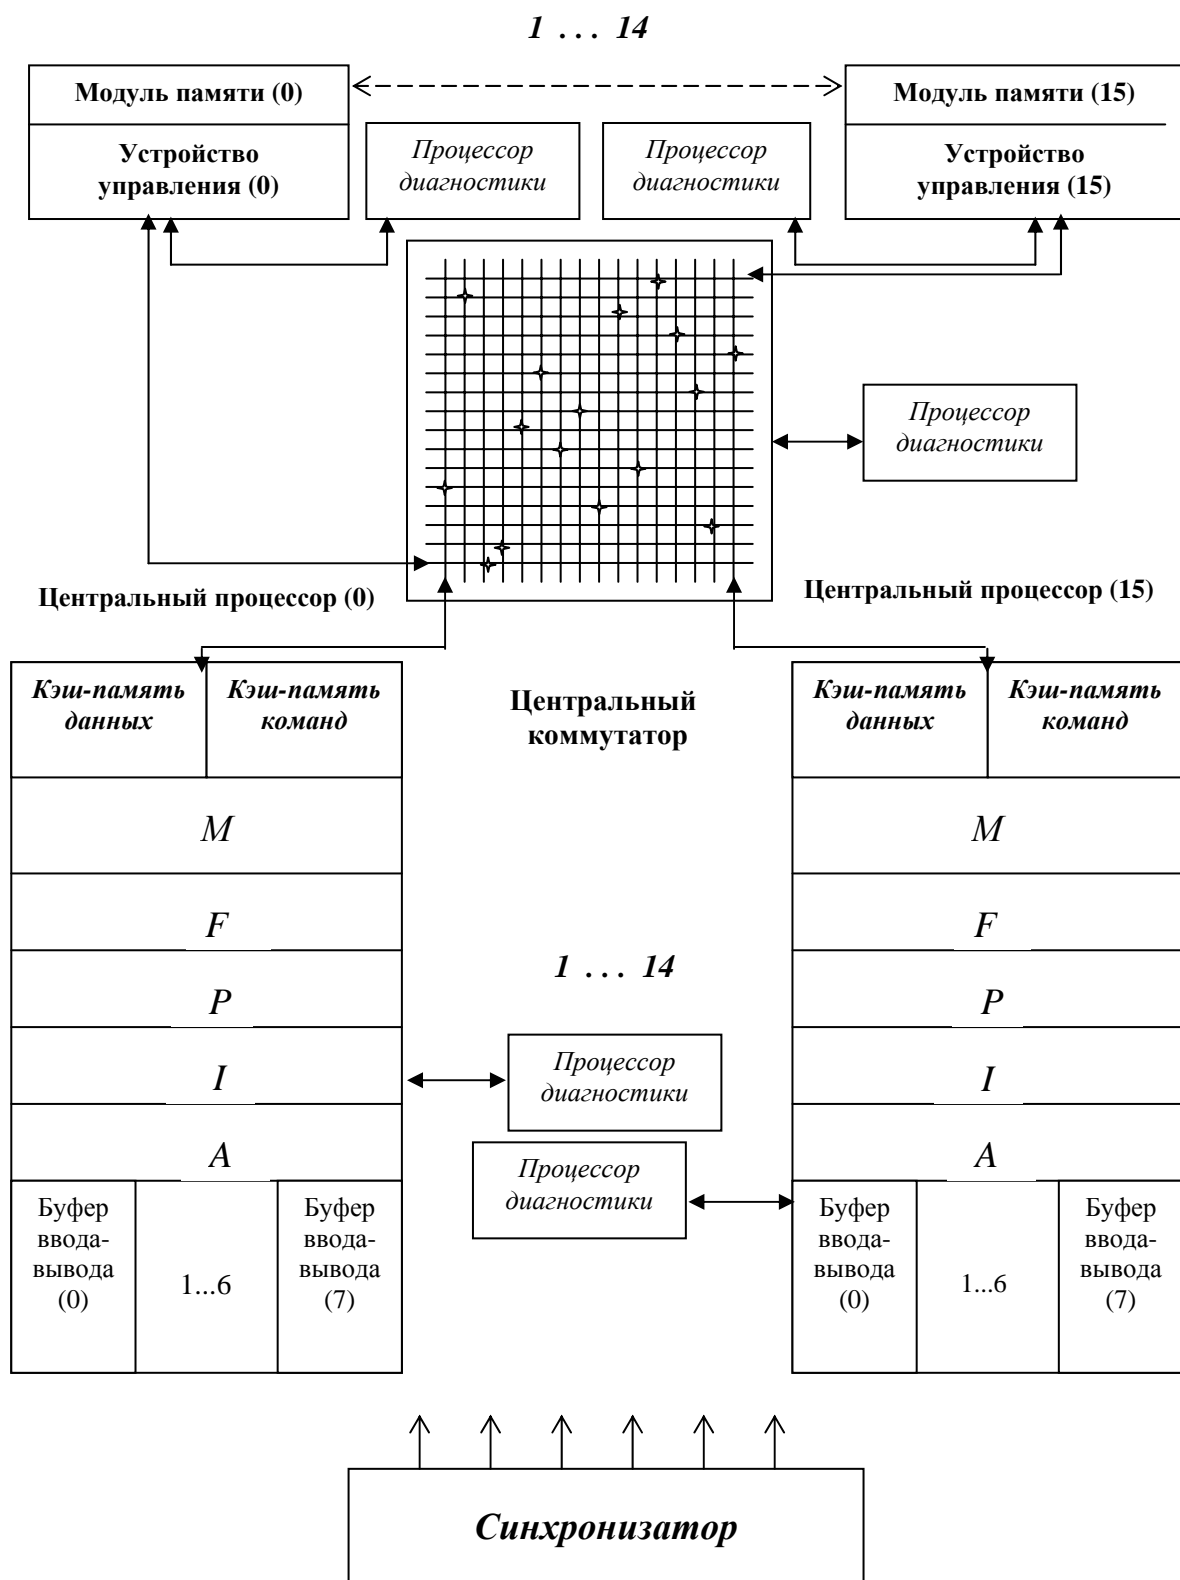 1 . . . 14
Модуль памяти (0)
Модуль памяти (15)
Устройство
управления (0)
Процессор
диагностики
Процессор
диагностики
Устройство
управления (15)
Процессор
диагностики
Центральный процессор (0)
Центральный процессор (15)
Кэш-память
данных
Кэш-память
команд
Центральный
коммутатор
Кэш-память
данных
Кэш-память
команд
M
M
F
F
1 . . . 14
P
P
I
Процессор
диагностики
I
A
Процессор
диагностики
A
Буфер
ввода-
вывода
(0)
1...6
Буфер
ввода-
вывода
(7)
Буфер
ввода-
вывода
(0)
1...6
Буфер
ввода-
вывода
(7)
Синхронизатор